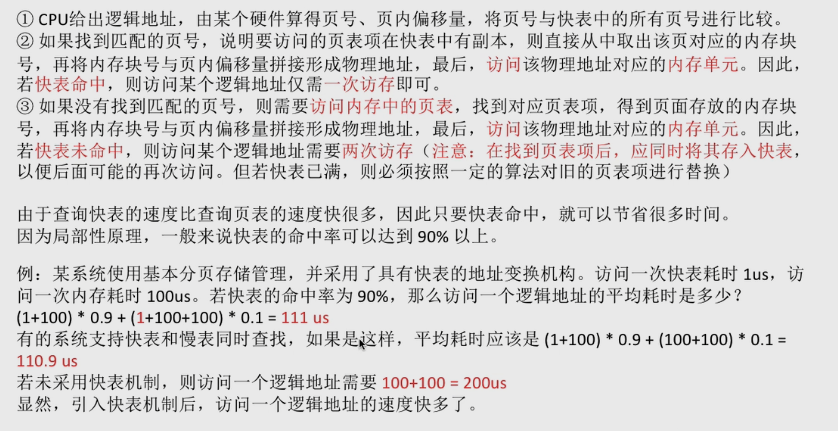 ① CPU给出逻辑地址，由某个硬件算得页号、页内偏移量，将页号与快表中的所有页号进行比较。
② 如果找到匹配的页号，说明要访问的页表项在快表中有副本，则直接从中取出该页对应的内存块
号，再将内存块号与页内偏移量拼接形成物理地址，最后，访问该物理地址对应的内存单元。因此，
若快表命中，则访问某个逻辑地址仅需一次访存即可。
③ 如果没有找到匹配的页号，则需要访问内存中的页表，找到对应页表项，得到页面存放的内存块
号，再将内存块号与页内偏移量拼接形成物理地址，最后，访问该物理地址对应的内存单元。因此，
若快表未命中，则访问某个逻辑地址需要两次访存（注意：在找到页表项后，应同时将其存入快表，
以便后面可能的再次访问。但若快表已满，则必须按照一定的算法对旧的页表项进行替换）
由于查询快表的速度比查询页表的速度快很多，因此只要快表命中，就可以节省很多时间。
因为局部性原理，一般来说快表的命中率可以达到 90% 以上。
例：某系统使用基本分页存储管理，并采用了具有快表的地址变换机构。访问一次快表耗时 1us，访
问一次内存耗时 100us。若快表的命中率为 90%，那么访问一个逻辑地址的平均耗时是多少？
(1+100) * 0.9 + (1+100+100) * 0.1 = 111 us
有的系统支持快表和慢表同时查找，如果是这样，平均耗时应该是 (1+100) * 0.9 + (100+100) * 0.1 =
110.9 us
若未采用快表机制，则访问一个逻辑地址需要 100+100 = 200us
显然，引入快表机制后，访问一个逻辑地址的速度快多了。